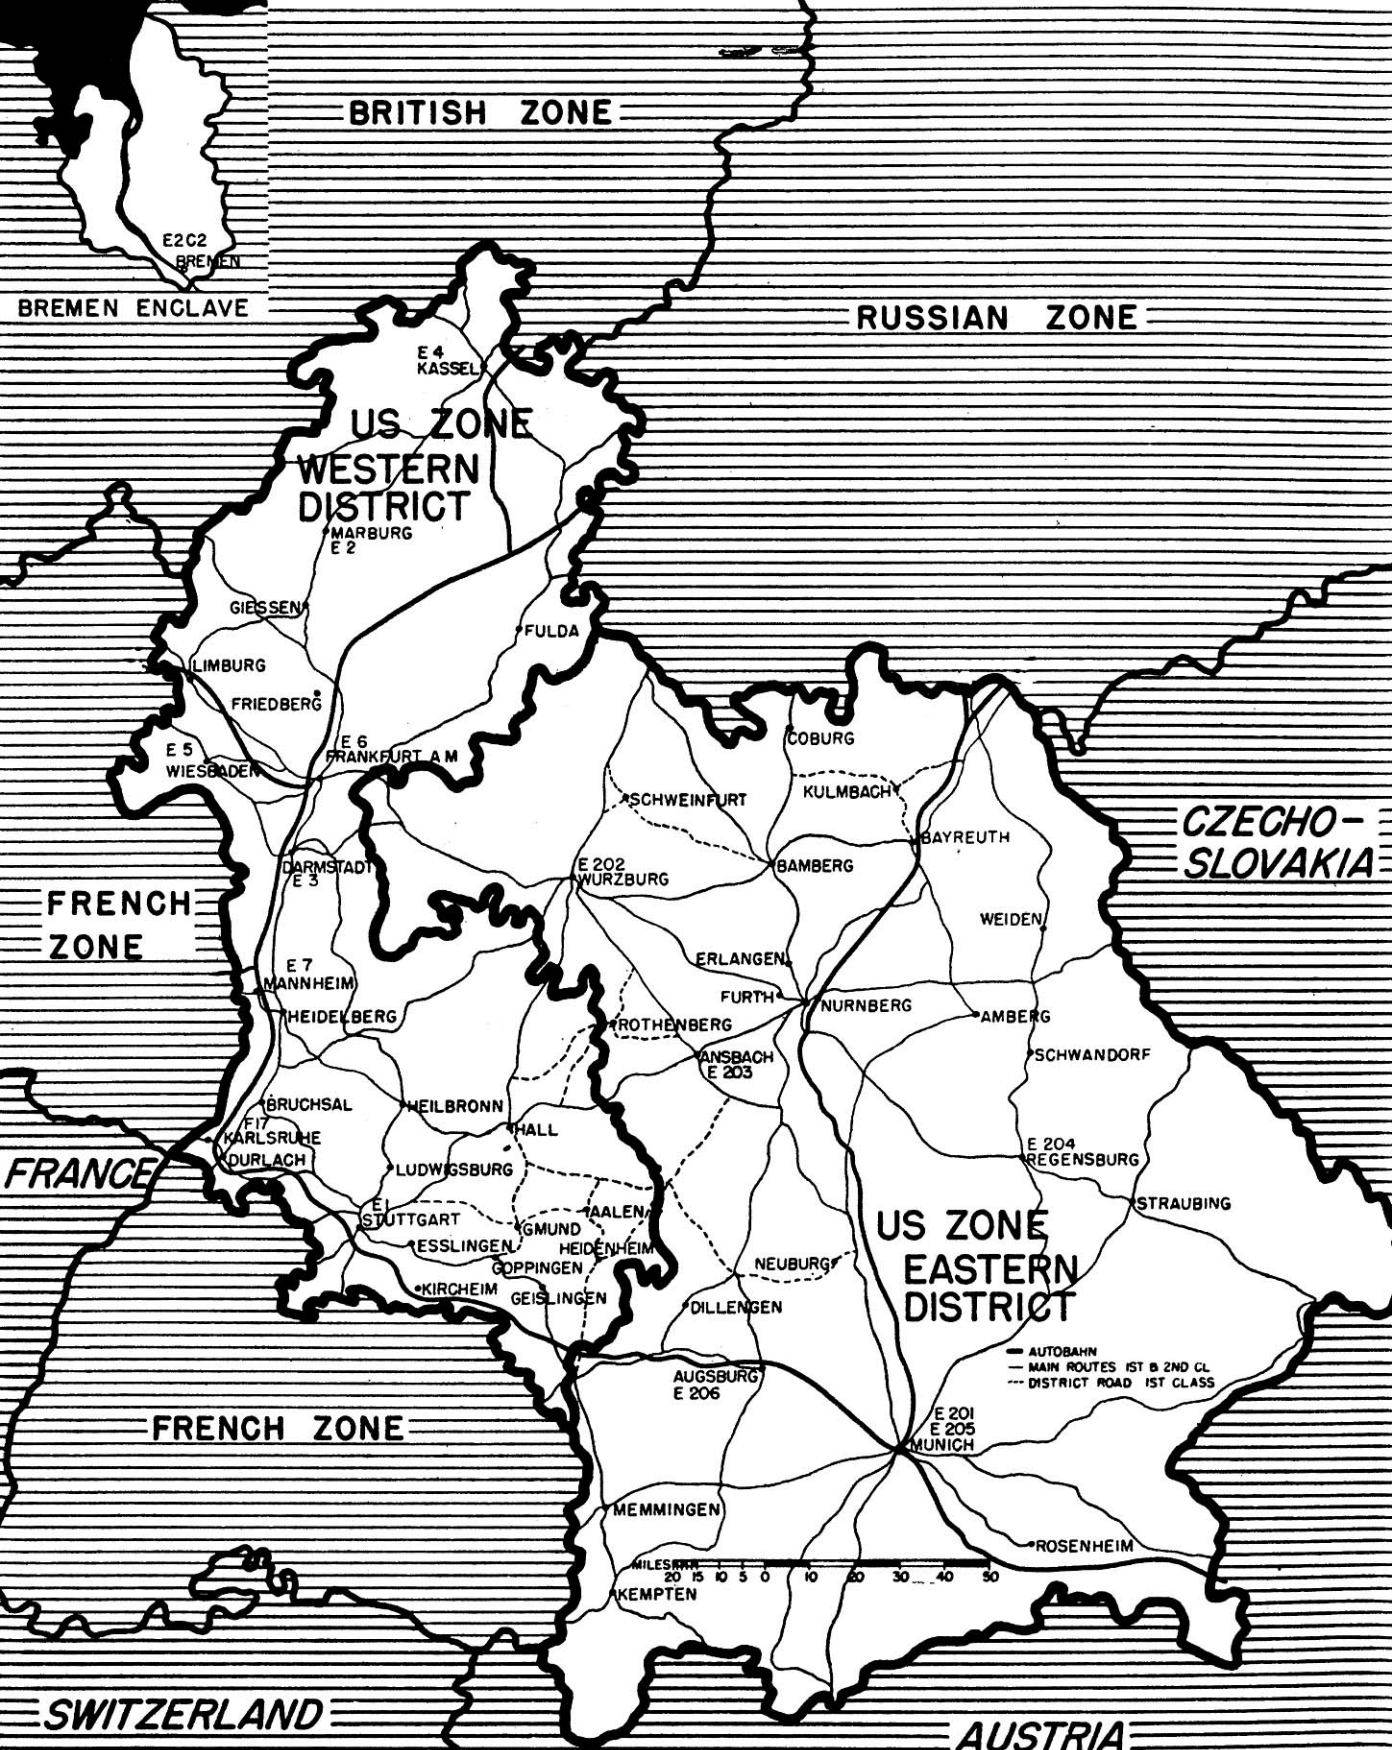 BRITISH ZONE
E2C2
BREMEN
BREMEN ENCLAVE
RUSSIAN ZONE
E 4
KASSEL
US ZONE
WESTERN
DISTRICT
MARBURG
E 2
GIESSEN
FULDA
LIMBURG
FRIEDBERG
E 6
FRANKFURT A M
E 5
WIESBADEN
COBURG
KULMBACH
SCHWEINFURT
BAYREUTH
CZECHO-
SLOVAKIA
DARMSTADT
E 3
E 202
WURZBURG
BAMBERG
FRENCH
ZONE
WEIDEN
ERLANGEN
E 7
MANNHEIM
FURTH
NURNBERG
HEIDELBERG
ROTHENBERG
AMBERG
ANSBACH
E 203
SCHWANDORF
BRUCHSAL
HEILBRONN
F17
KARLSRUHE
HALL
DURLACH
LUDWIGSBURG
E 204
REGENSBURG
FRANCE
STRAUBING
E1
STUTTGART
AALEN
GMUND
ESSLINGEN
HEIDENHEIM
GOPPINGEN
US ZONE
EASTERN
DISTRICT
NEUBURG
KIRCHEIM
GEISLINGEN
DILLENGEN
AUTOBAHN
MAIN ROUTES 1ST & 2ND CL
DISTRICT ROAD 1ST CLASS
AUGSBURG
E 206
FRENCH ZONE
E 201
E 205
MUNICH
MEMMINGEN
ROSENHEIM
MILES
20 15 10 5 0 10 20 30 40 50
KEMPTEN
SWITZERLAND
AUSTRIA